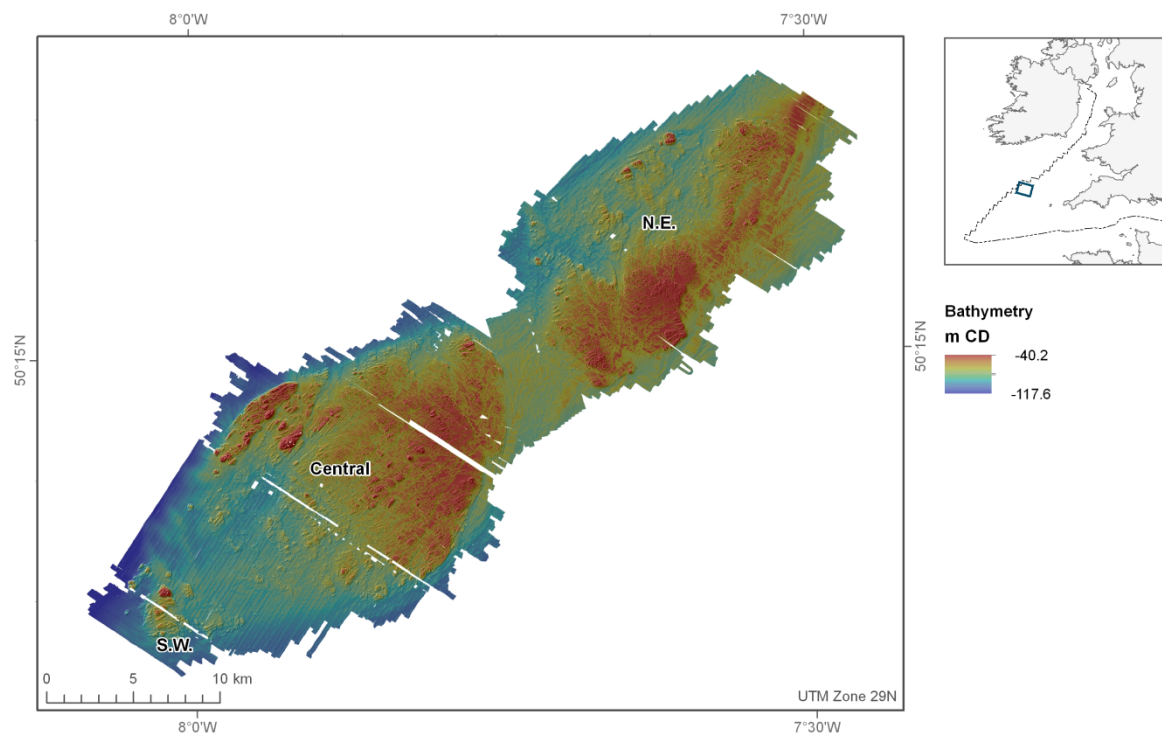 8°0'W
7°30'W
N.E.
50°15'N
50°15'N
Bathymetry
m CD
-40.2
-117.6
Central
S.W.
0 5 10 km
UTM Zone 29N
8°0'W
7°30'W